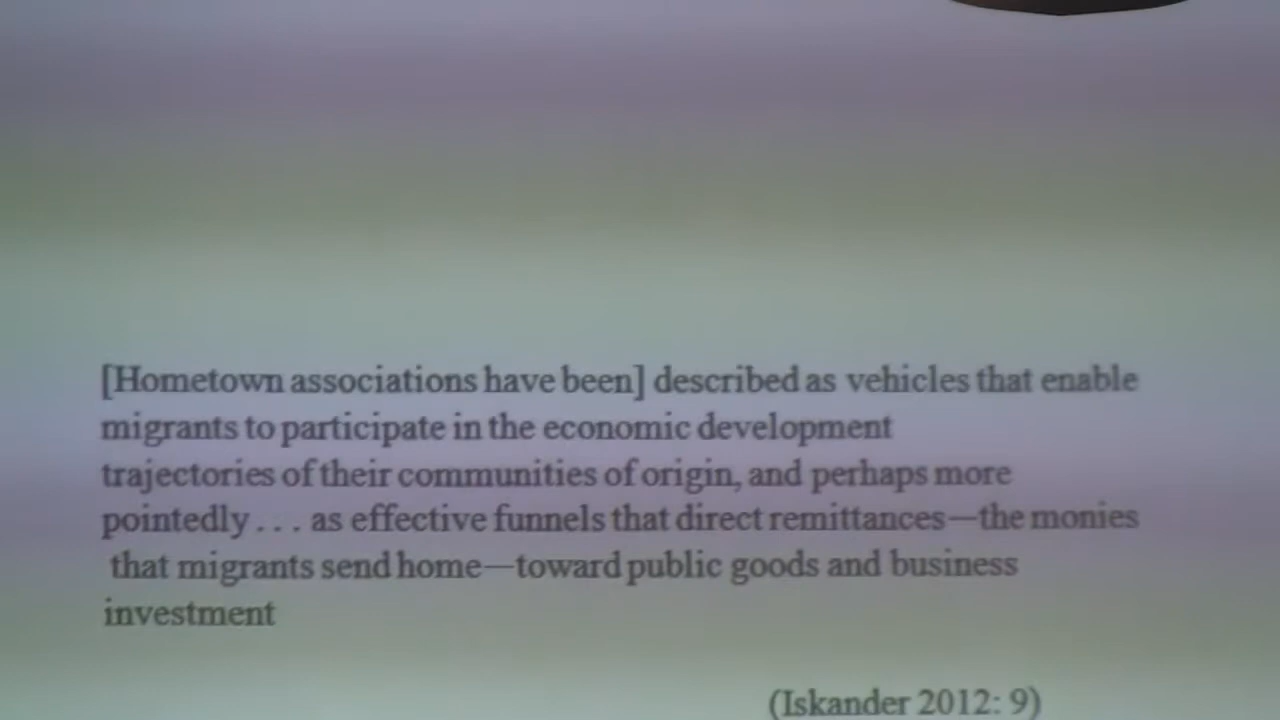 [Hometown associations have been] described as vehicles that enable
migrants to participate in the economic development
trajectories of their communities of origin, and perhaps more
pointedly . . . as effective funnels that direct remittances—the monies
that migrants send home—toward public goods and business
investment
(Iskander 2012: 9)